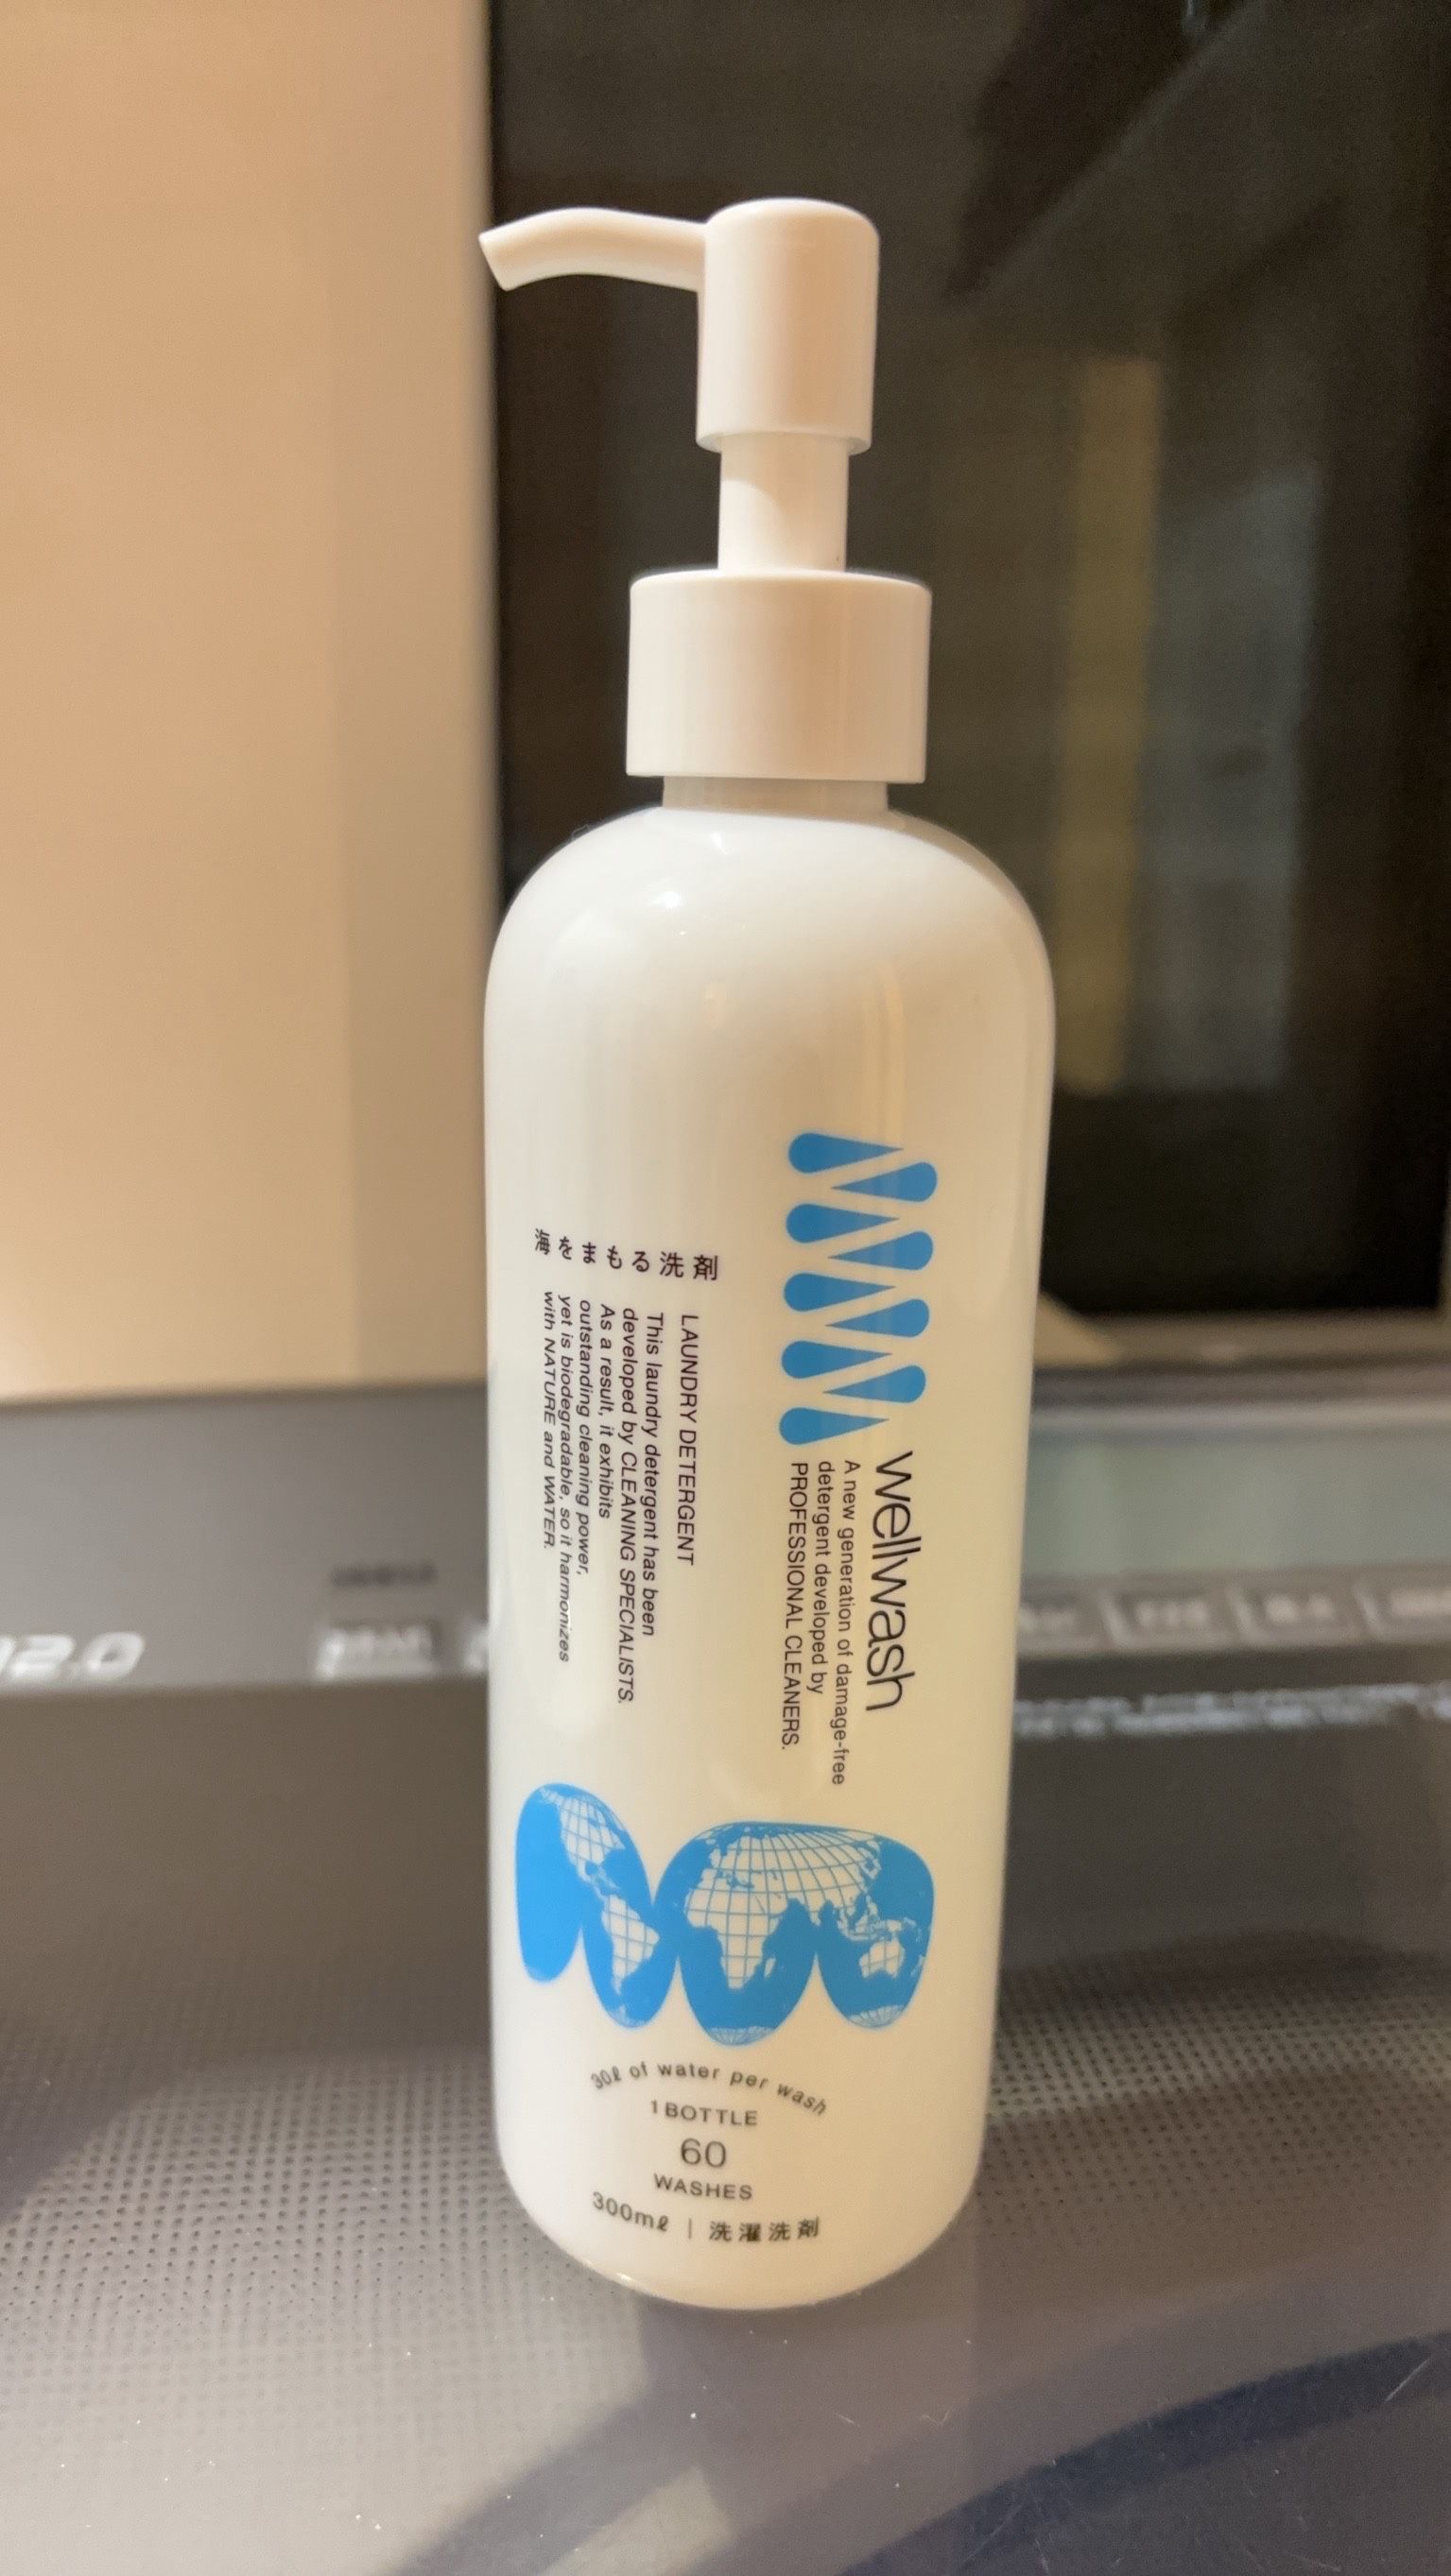 wellwash
A new generation of damage-free
detergent developed by
PROFESSIONAL CLEANERS.
まもる洗剤
LAUNDRY DETERGENT
This laundry detergent has been
developed by CLEANING SPECIALISTS.
As a result, it exhibits
outstanding cleaning power,
yet is biodegradable, so it harmonizes
with NATURE and WATER.
30ℓ of water per wash
1 BOTTLE
60
WASHES
300mℓ | 洗濯洗剤
12.0